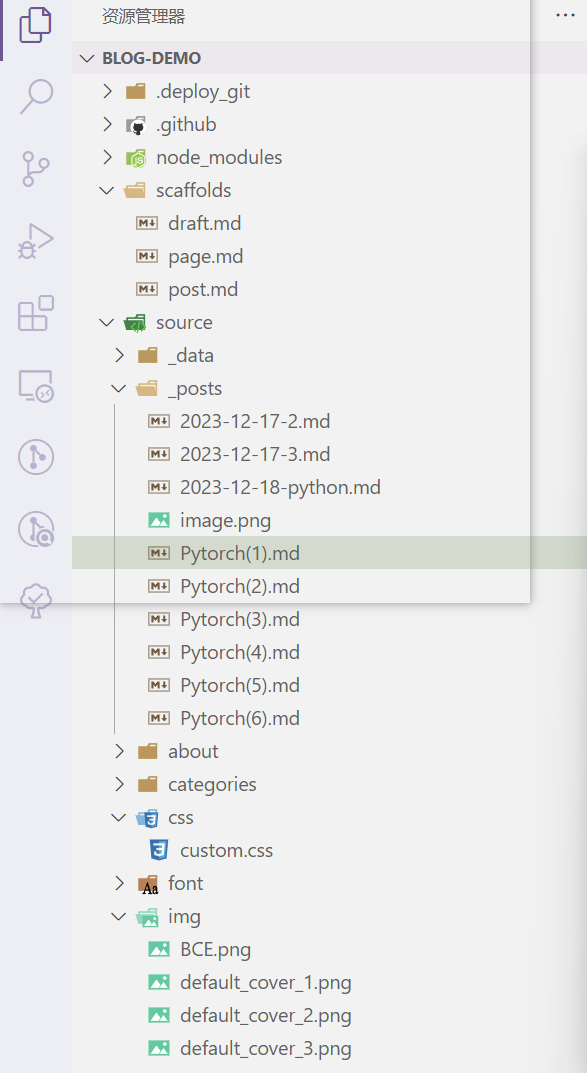 资源管理器
BLOG-DEMO
.deploy_git
.github
node_modules
scaffolds
draft.md
page.md
post.md
source
_data
_posts
2023-12-17-2.md
2023-12-17-3.md
2023-12-18-python.md
image.png
Pytorch(1).md
Pytorch(2).md
Pytorch(3).md
Pytorch(4).md
Pytorch(5).md
Pytorch(6).md
about
categories
css
custom.css
font
img
BCE.png
default_cover_1.png
default_cover_2.png
default_cover_3.png